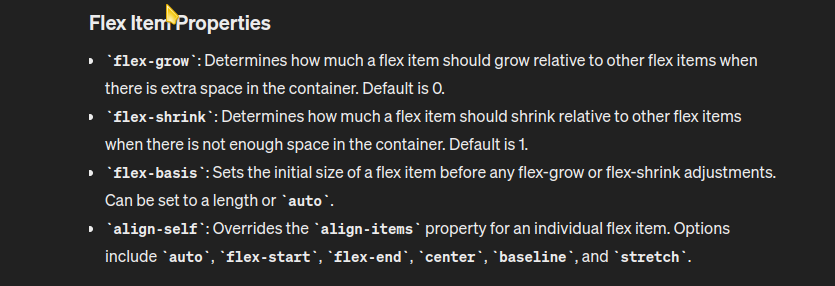 Flex Item Properties
• `flex-grow`: Determines how much a flex item should grow relative to other flex items when
there is extra space in the container. Default is 0.
• `flex-shrink`: Determines how much a flex item should shrink relative to other flex items
when there is not enough space in the container. Default is 1.
• `flex-basis`: Sets the initial size of a flex item before any flex-grow or flex-shrink adjustments.
Can be set to a length or `auto`.
• `align-self`: Overrides the `align-items` property for an individual flex item. Options
include `auto`, `flex-start`, `flex-end`, `center`, `baseline`, and `stretch`.